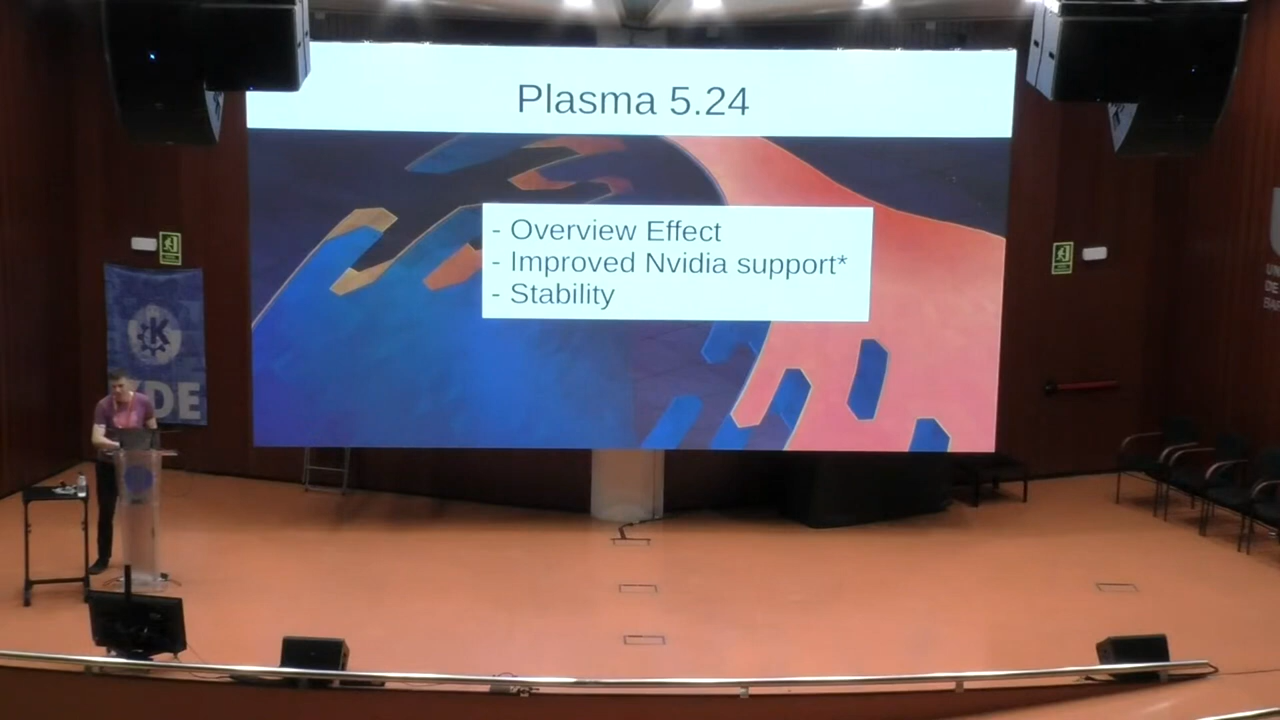 Plasma 5.24
- Overview Effect
- Improved Nvidia support*
- Stability
K
KDE